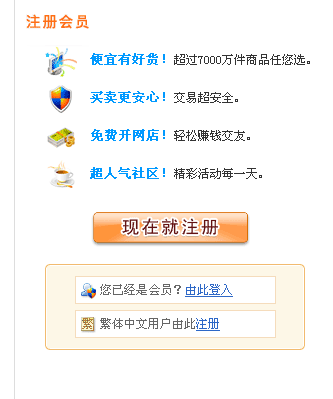 注册会员
便宜有好货！超过7000万件商品任您选。
买卖更安心！交易超安全。
免费开网店！轻松赚钱交友。
超人气社区！精彩活动每一天。
现在就注册
您已经是会员？由此登入
繁 繁体中文用户由此注册